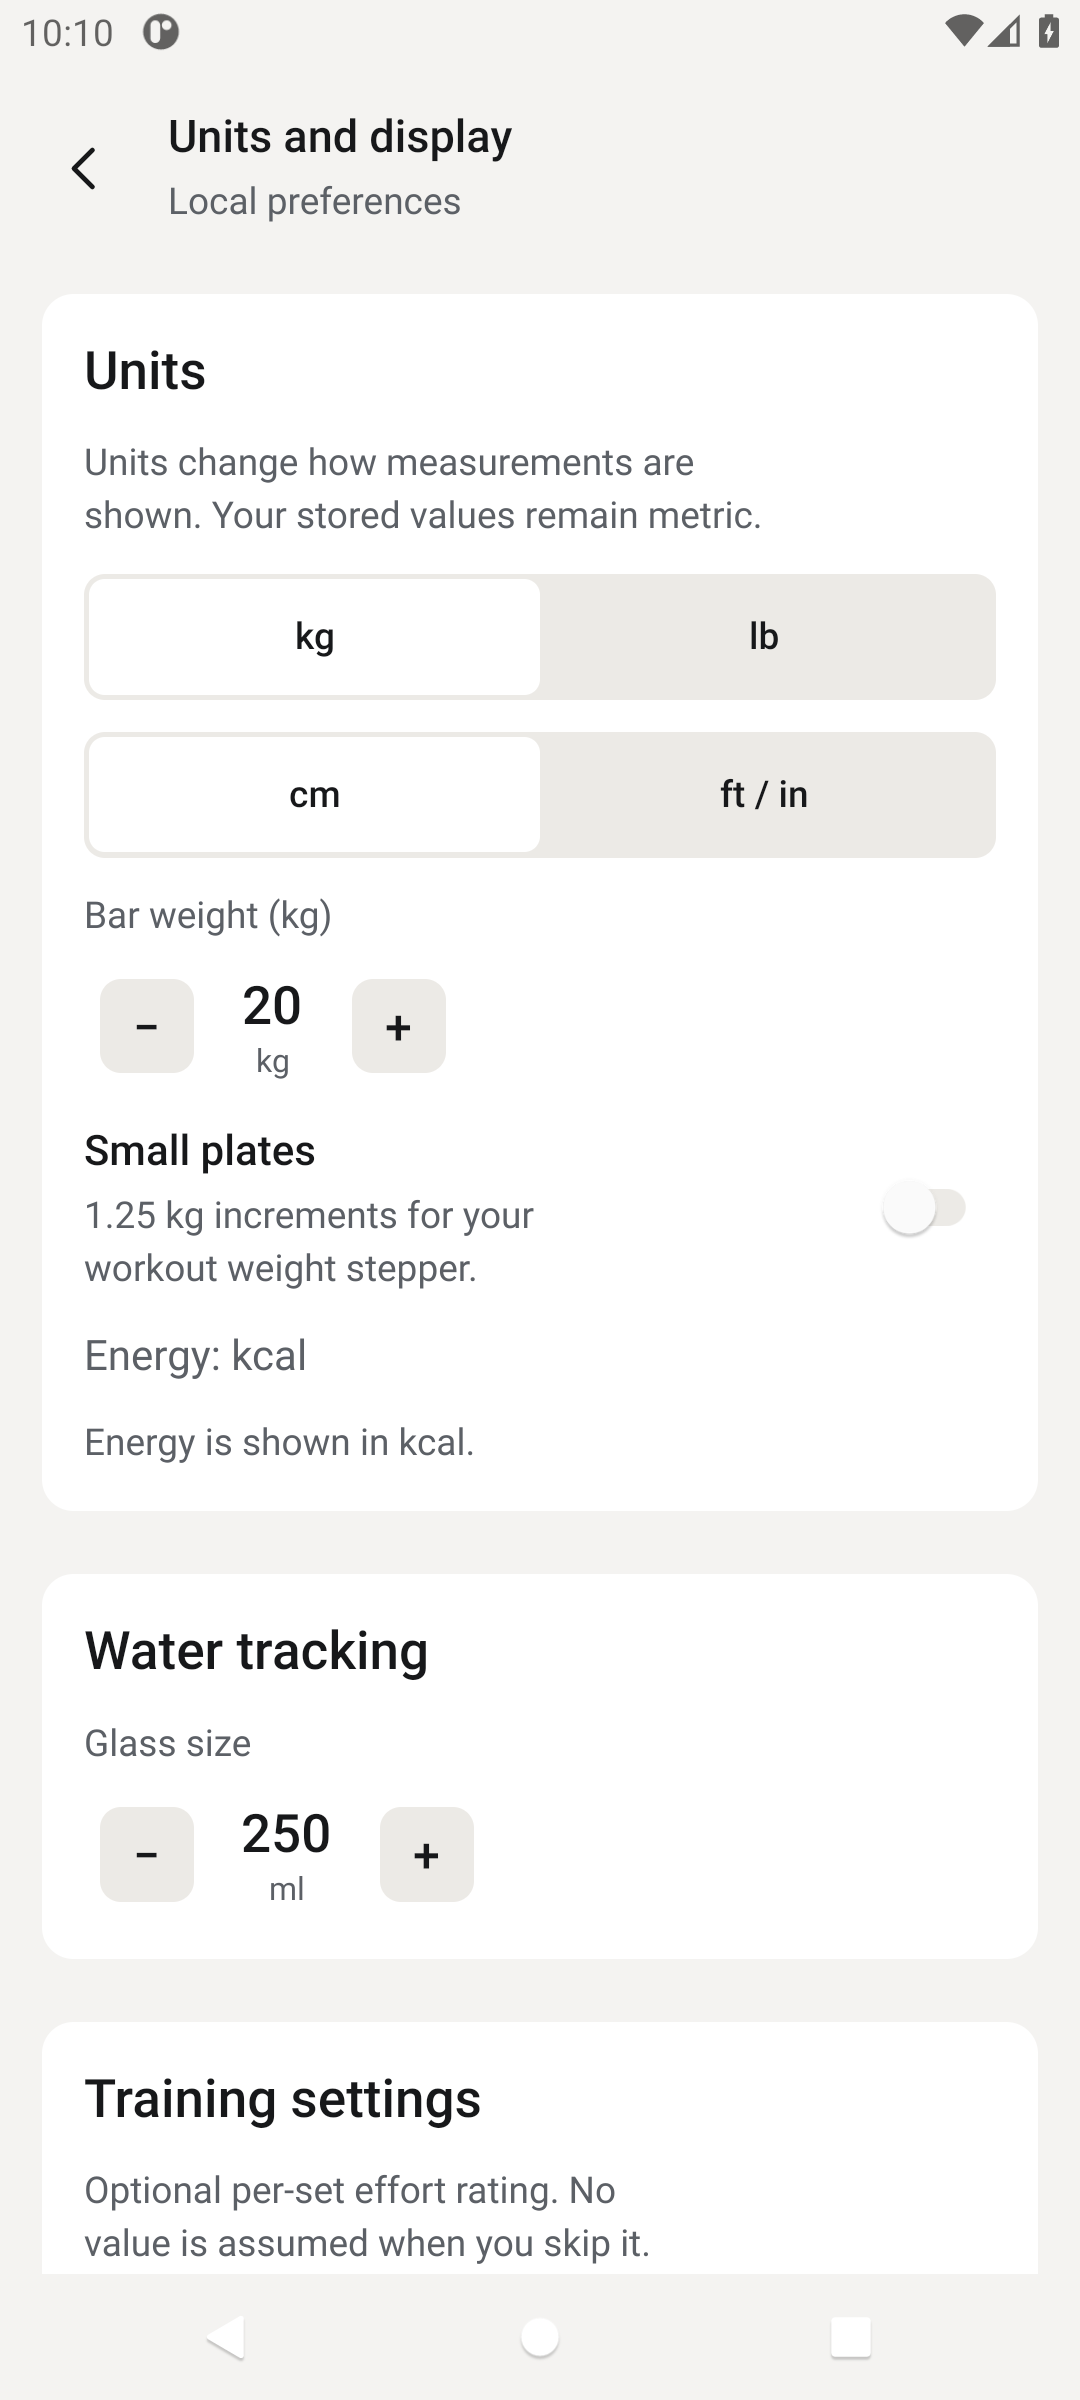 10:10
Units and display
Local preferences
Units
Units change how measurements are
shown. Your stored values remain metric.
kg
lb
cm
ft / in
Bar weight (kg)
−
20
kg
+
Small plates
1.25 kg increments for your
workout weight stepper.
Energy: kcal
Energy is shown in kcal.
Water tracking
Glass size
−
250
ml
+
Training settings
Optional per-set effort rating. No
value is assumed when you skip it.